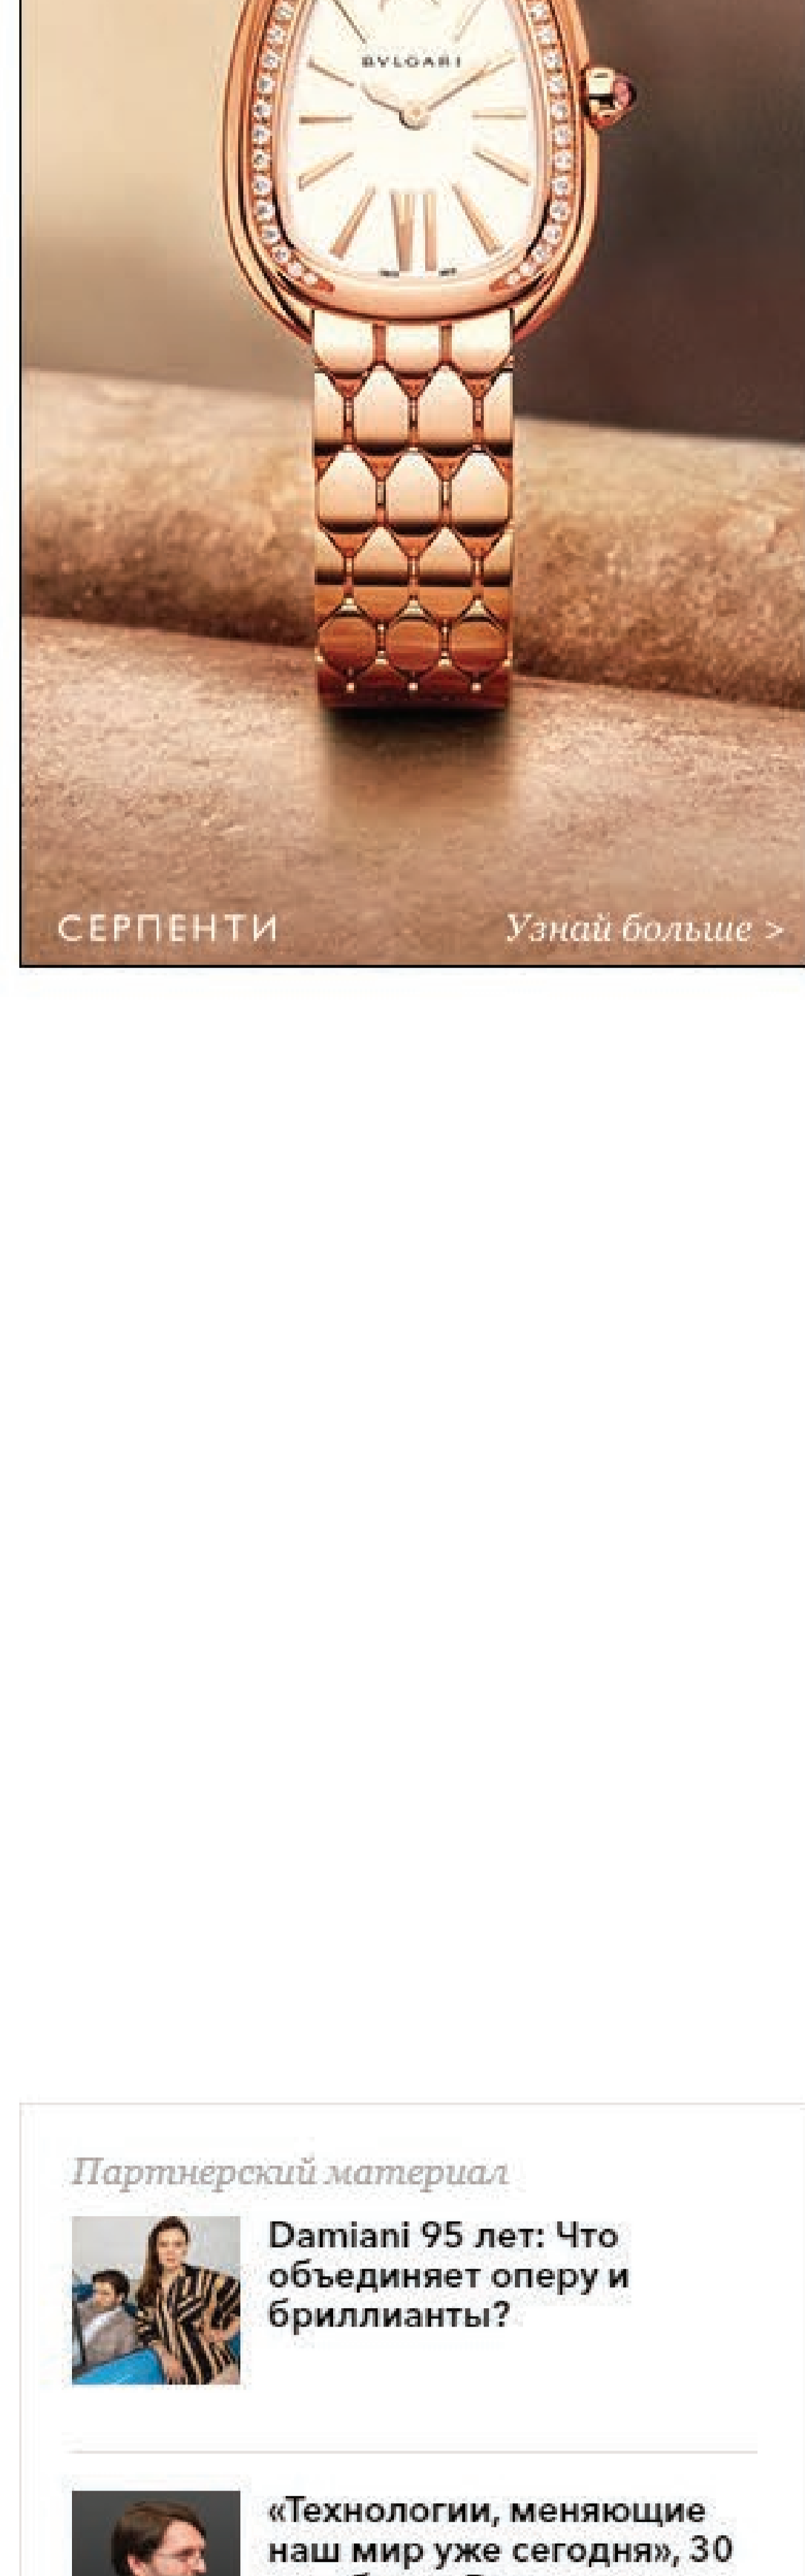 BVLGARI
СЕРПЕНТИ
Узнай больше >
Партнерский материал
Damiani 95 лет: Что
объединяет оперу и
бриллианты?
«Технологии, меняющие
наш мир уже сегодня», 30